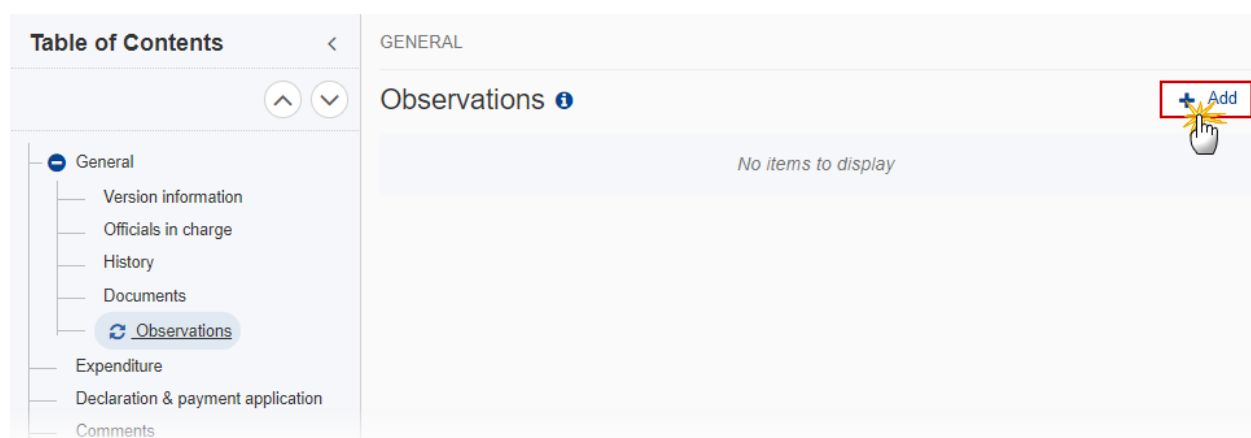 Table of Contents
GENERAL
Observations
Add
No items to display
General
Version information
Officials in charge
History
Documents
Observations
Expenditure
Declaration & payment application
Comments